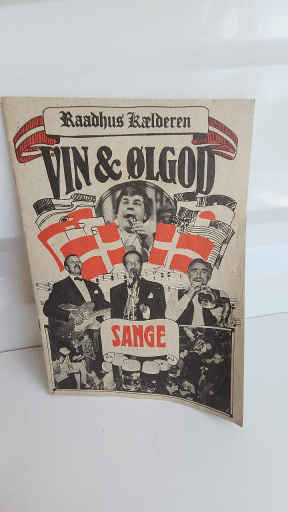 Raadhus Kælderen
VIN & ØLGOD
SANGE